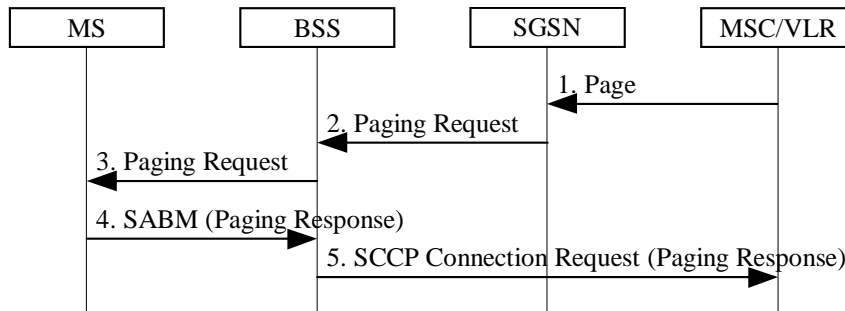 MS
BSS
SGSN
MSC/VLR
1. Page
2. Paging Request
3. Paging Request
4. SABM (Paging Response)
5. SCCP Connection Request (Paging Response)